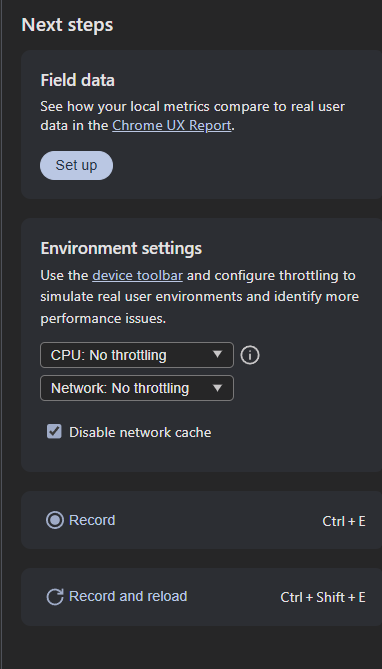 Next steps
Field data
See how your local metrics compare to real user
data in the Chrome UX Report.
Set up
Environment settings
Use the device toolbar and configure throttling to
simulate real user environments and identify more
performance issues.
CPU: No throttling
Network: No throttling
Disable network cache
Record Ctrl + E
Record and reload Ctrl + Shift + E